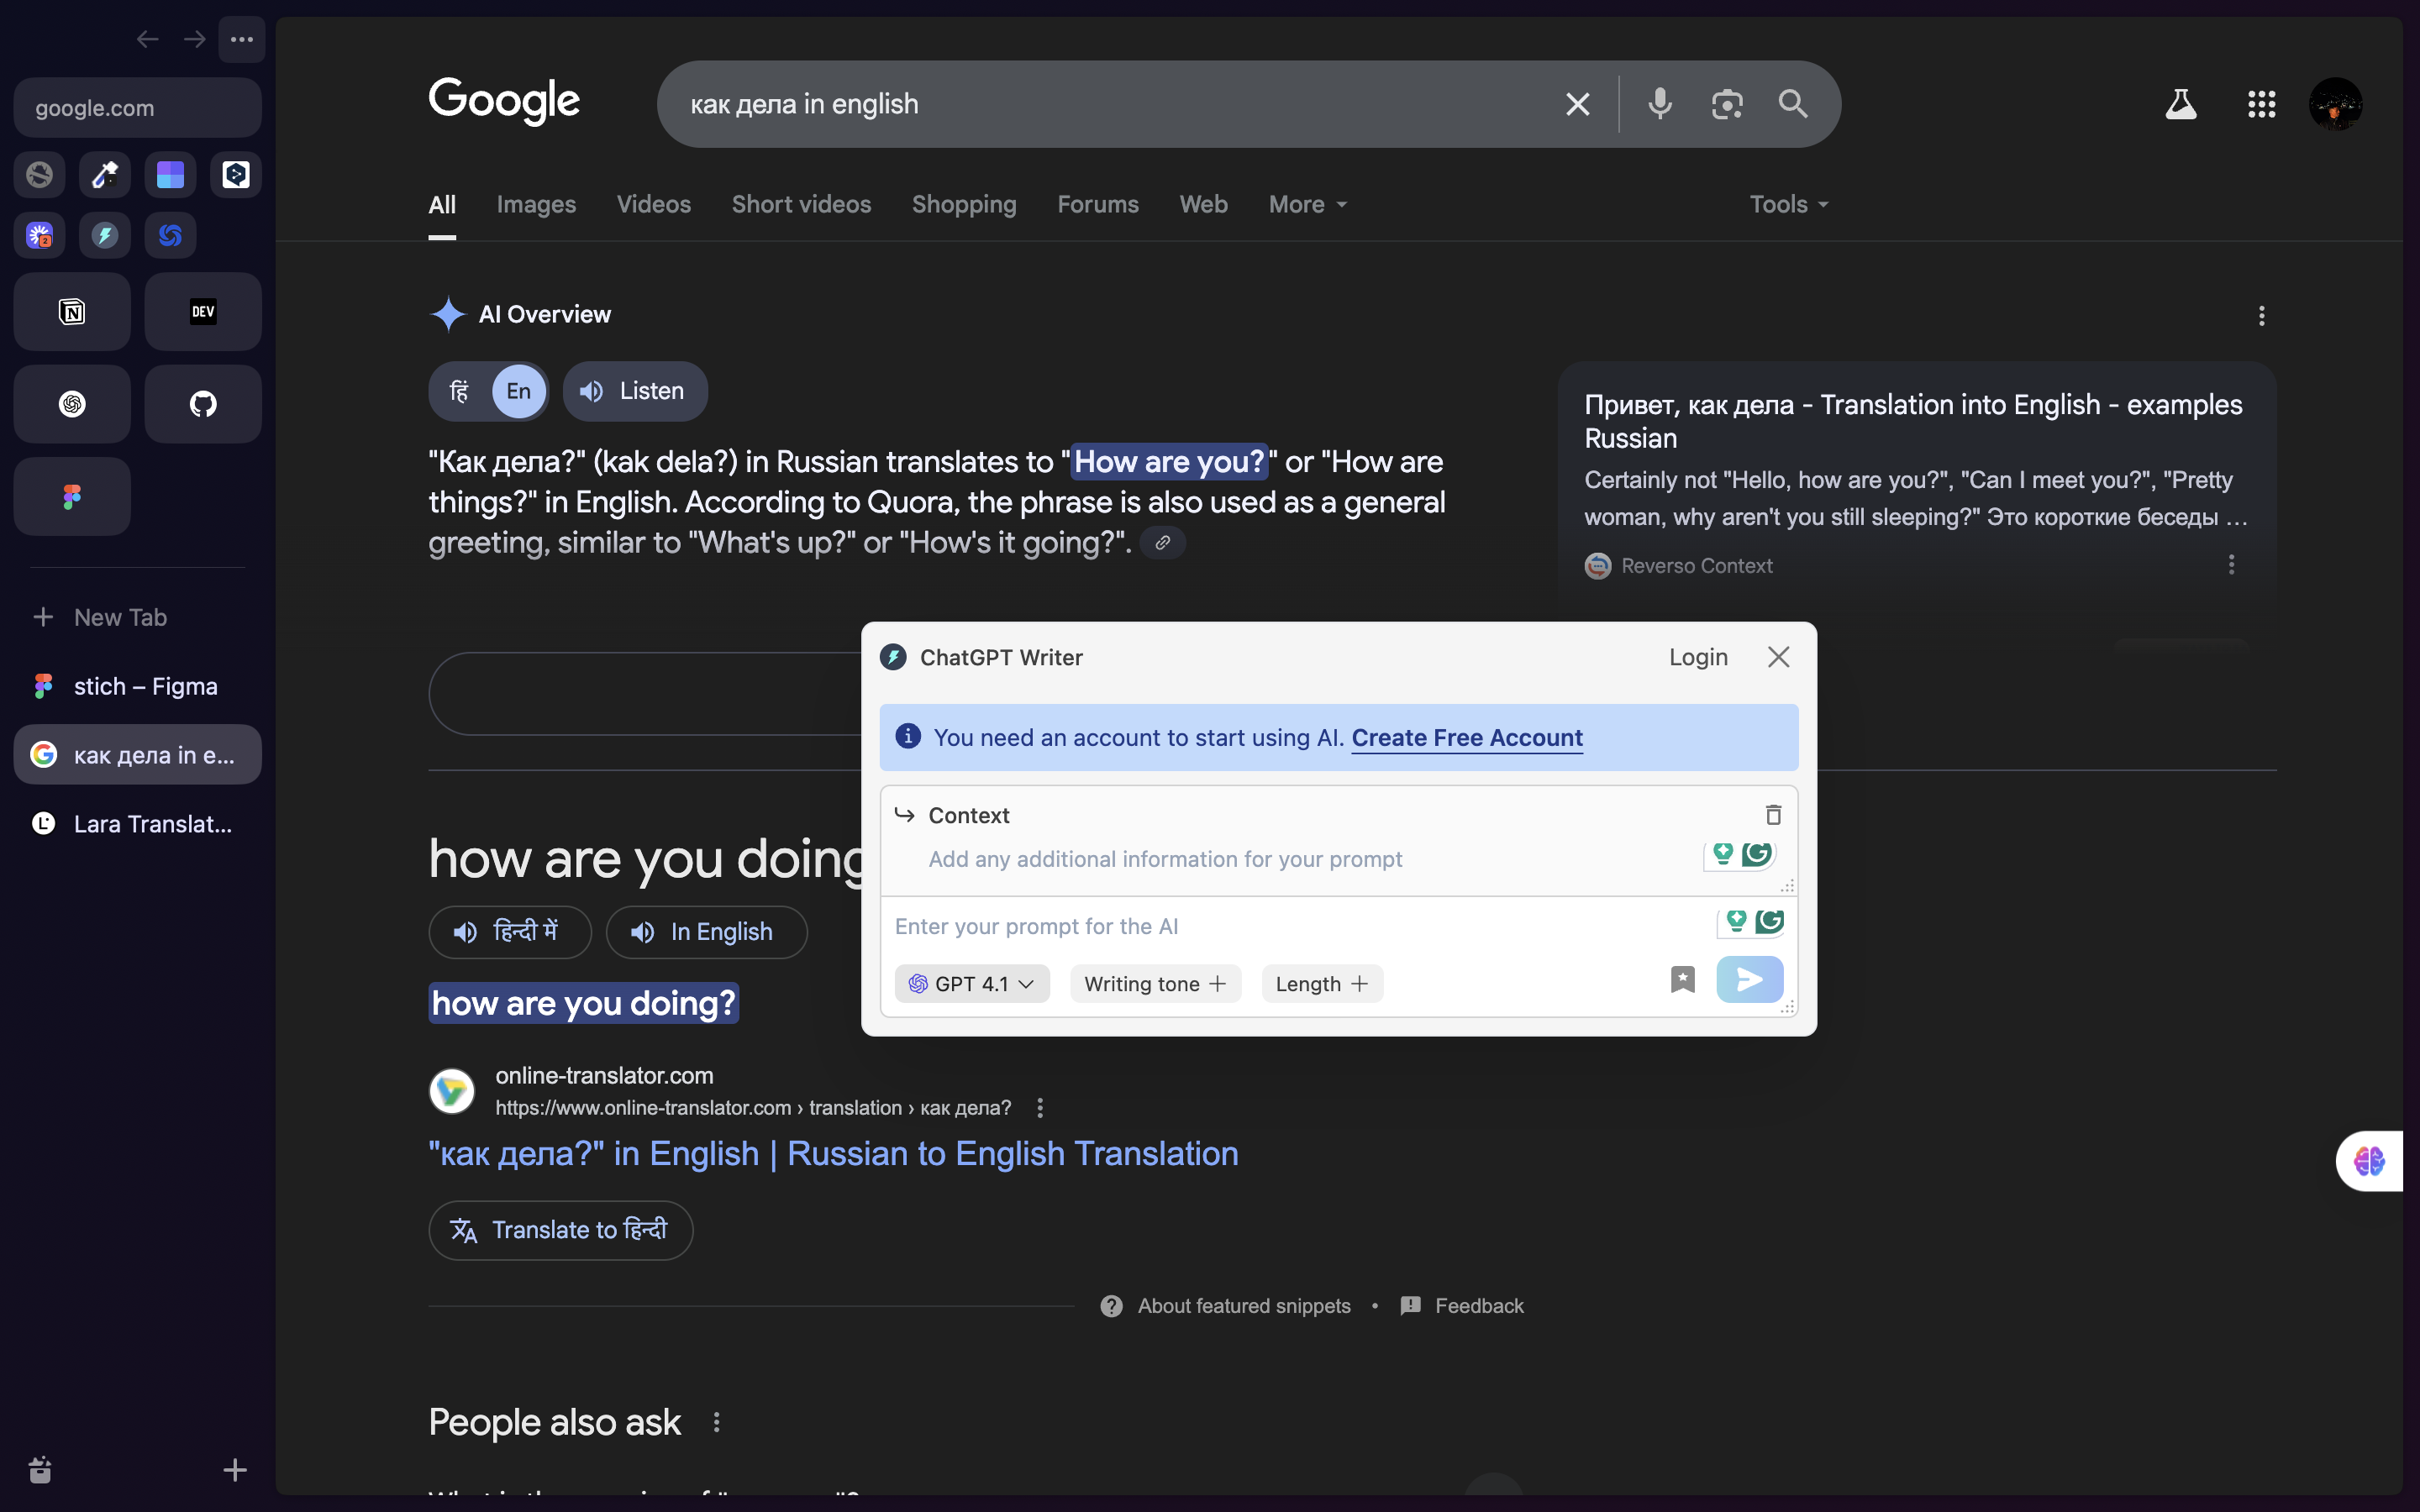 google.com
DEV
New Tab
stich – Figma
как дела in e...
Lara Translat...
Google
как дела in english
All
Images
Videos
Short videos
Shopping
Forums
Web
More
Tools
AI Overview
हिं
En
Listen
"Как дела?" (kak dela?) in Russian translates to "How are you?" or "How are
things?" in English. According to Quora, the phrase is also used as a general
greeting, similar to "What's up?" or "How's it going?".
Привет, как дела - Translation into English - examples
Russian
Certainly not "Hello, how are you?", "Can I meet you?", "Pretty
woman, why aren't you still sleeping?" Это короткие беседы ...
Reverso Context
ChatGPT Writer
Login
You need an account to start using AI. Create Free Account
Context
Add any additional information for your prompt
Enter your prompt for the AI
GPT 4.1
Writing tone
Length
how are you doing
हिन्दी में
In English
how are you doing?
online-translator.com
https://www.online-translator.com › translation › как дела?
"как дела?" in English | Russian to English Translation
Translate to हिन्दी
About featured snippets
Feedback
People also ask